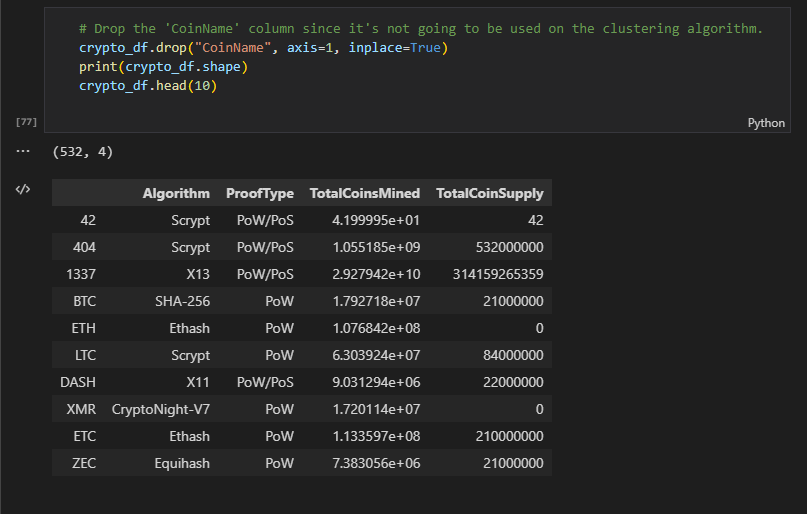 # Drop the 'CoinName' column since it's not going to be used on the clustering algorithm.
crypto_df.drop("CoinName", axis=1, inplace=True)
print(crypto_df.shape)
crypto_df.head(10)
[77]
Python
... (532, 4)
</>
Algorithm ProofType TotalCoinsMined TotalCoinSupply
42 Scrypt PoW/PoS 4.199995e+01 42
404 Scrypt PoW/PoS 1.055185e+09 532000000
1337 X13 PoW/PoS 2.927942e+10 314159265359
BTC SHA-256 PoW 1.792718e+07 21000000
ETH Ethash PoW 1.076842e+08 0
LTC Scrypt PoW 6.303924e+07 84000000
DASH X11 PoW/PoS 9.031294e+06 22000000
XMR CryptoNight-V7 PoW 1.720114e+07 0
ETC Ethash PoW 1.133597e+08 210000000
ZEC Equihash PoW 7.383056e+06 21000000